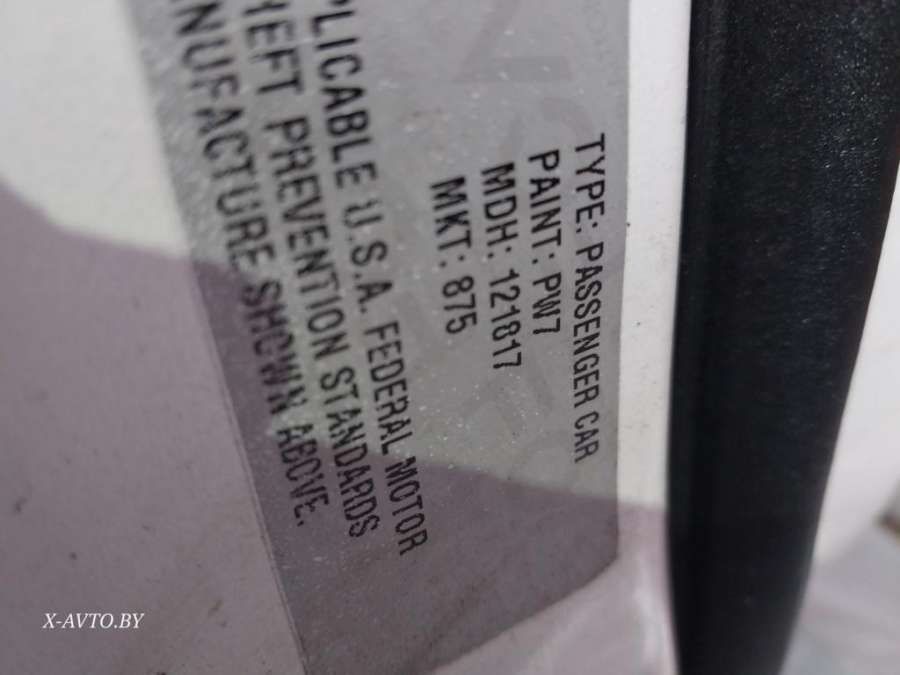 TYPE: PASSENGER CAR
PAINT: PW7
MDH: 121817
MKT: 875
PLICABLE U.S.A. FEDERAL MOTOR
HEFT PREVENTION STANDARDS
NUFACTURE SHOWN ABOVE.
X-AVTO.BY